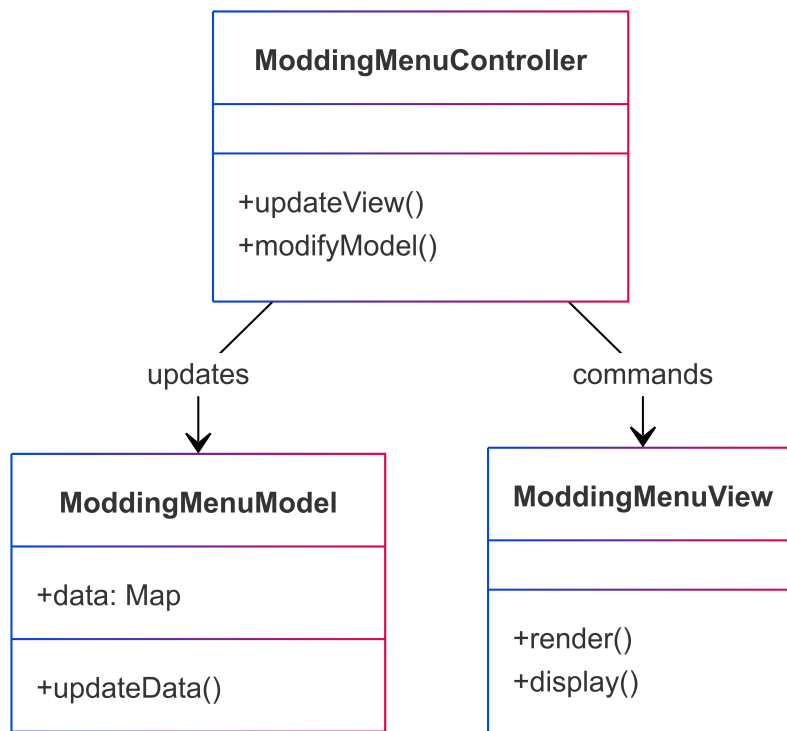 ModdingMenuController
+updateView()
+modifyModel()
updates
commands
ModdingMenuModel
+data: Map
+updateData()
ModdingMenuView
+render()
+display()